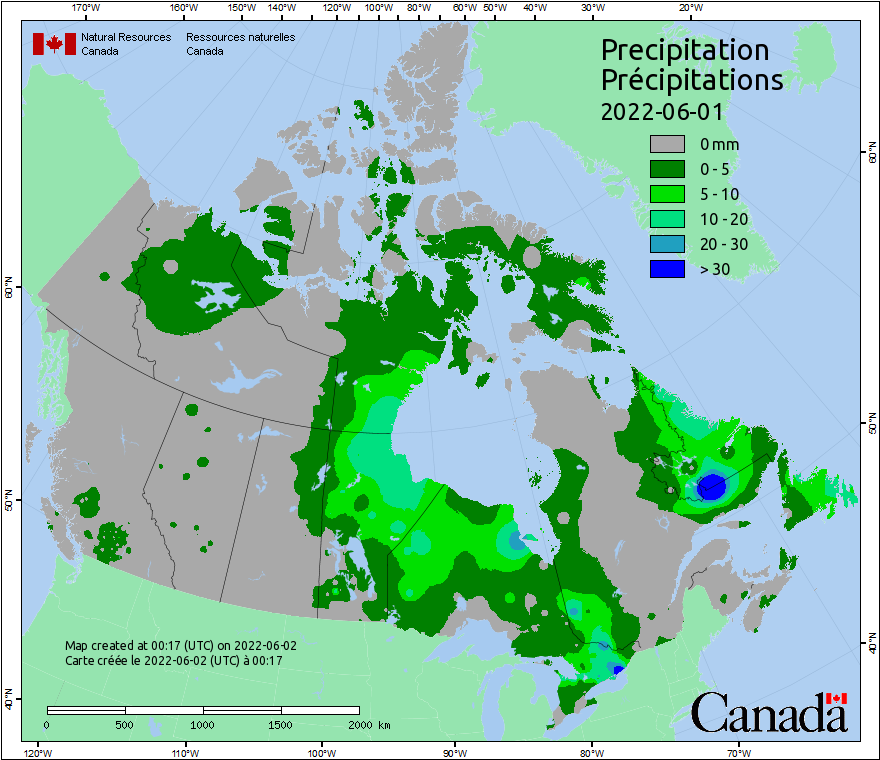 170°W 160°W 150°W 140°W 130°W 120°W 110°W 100°W 90°W 80°W 70°W 60°W 50°W 40°W 30°W 20°W
Natural Resources Canada
Ressources naturelles Canada
Precipitation
Précipitations
2022-06-01
0 mm
0 - 5
5 - 10
10 - 20
20 - 30
> 30
60°N
60°N
50°N
50°N
40°N
40°N
Map created at 00:17 (UTC) on 2022-06-02
Carte créée le 2022-06-02 (UTC) à 00:17
0 500 1000 1500 2000 km
Canada
120°W 110°W 100°W 90°W 80°W 70°W